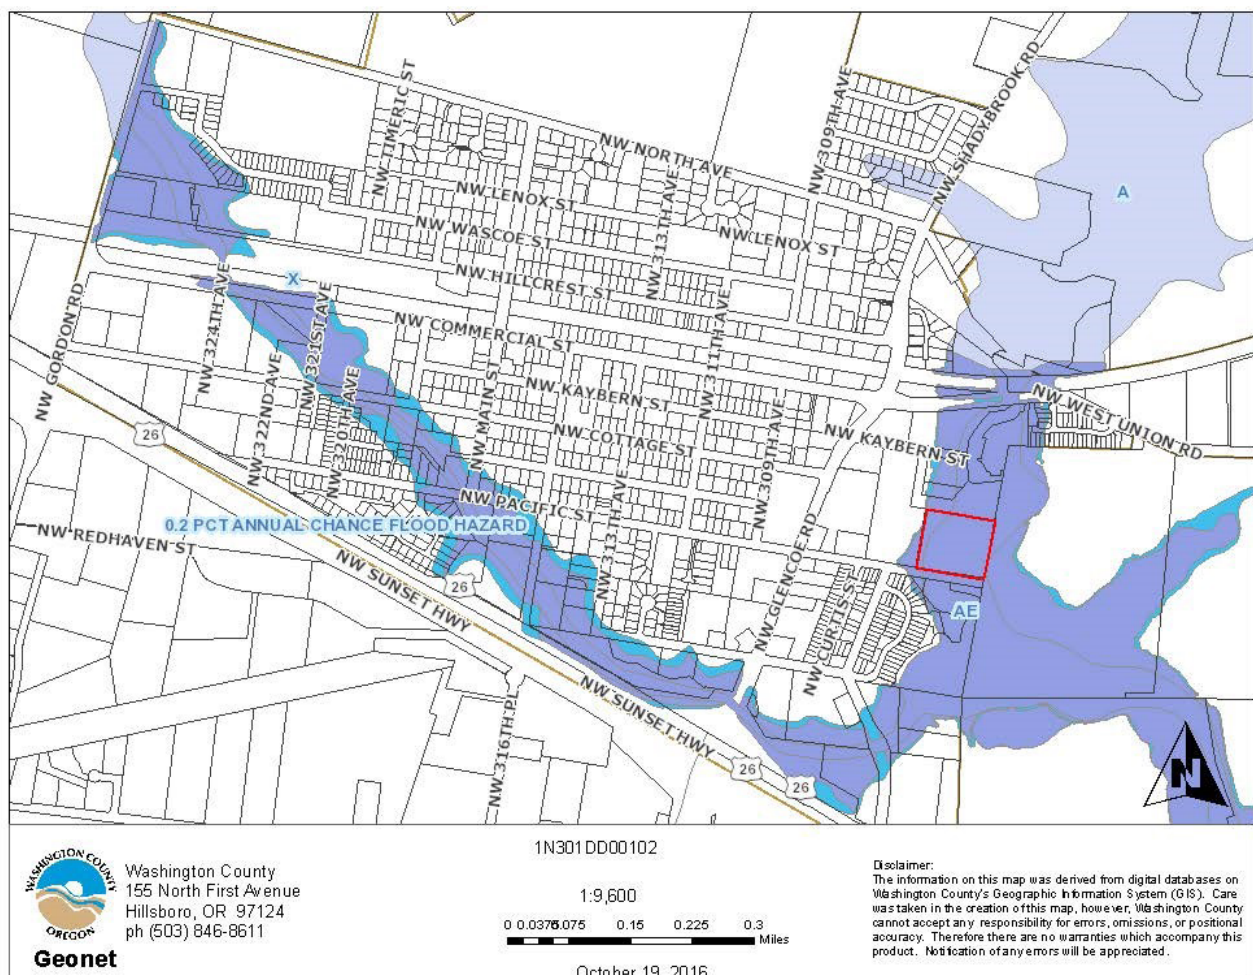 NW NORTH AVE
NW TIMERIC ST
NW 309TH AVE
NW SHADYBROOK RD
A
NW LENOX ST
NW 313TH AVE
NW LENOX ST
NW WASCOE ST
NW HILLCREST ST
X
NW GORDON RD
NW 324TH AVE
NW 321ST AVE
NW COMMERCIAL ST
NW 311TH AVE
NW 322ND AVE
NW 320TH AVE
NW MAIN ST
NW KAYBERN ST
NW WEST UNION RD
26
NW COTTAGE ST
NW 309TH AVE
NW KAYBERN ST
NW PACIFIC ST
0.2 PCT ANNUAL CHANCE FLOOD HAZARD
NW REDHAVEN ST
NW SUNSET HWY
26
NW 313TH AVE
NW GLENCOE RD
NW CURTIS ST
AE
NW 316TH PL
NW SUNSET HWY
26
26
N
WASHINGTON COUNTY
OREGON
Geonet
Washington County
155 North First Avenue
Hillsboro, OR 97124
ph (503) 846-8611
1N301DD00102
1:9,600
0 0.0375 0.075 0.15 0.225 0.3
Miles
October 19, 2016
Disclaimer:
The information on this map was derived from digital databases on
Washington County's Geographic Information System (GIS). Care
was taken in the creation of this map, however, Washington County
cannot accept any responsibility for errors, omissions, or positional
accuracy. Therefore there are no warranties which accompany this
product. Notification of any errors will be appreciated.